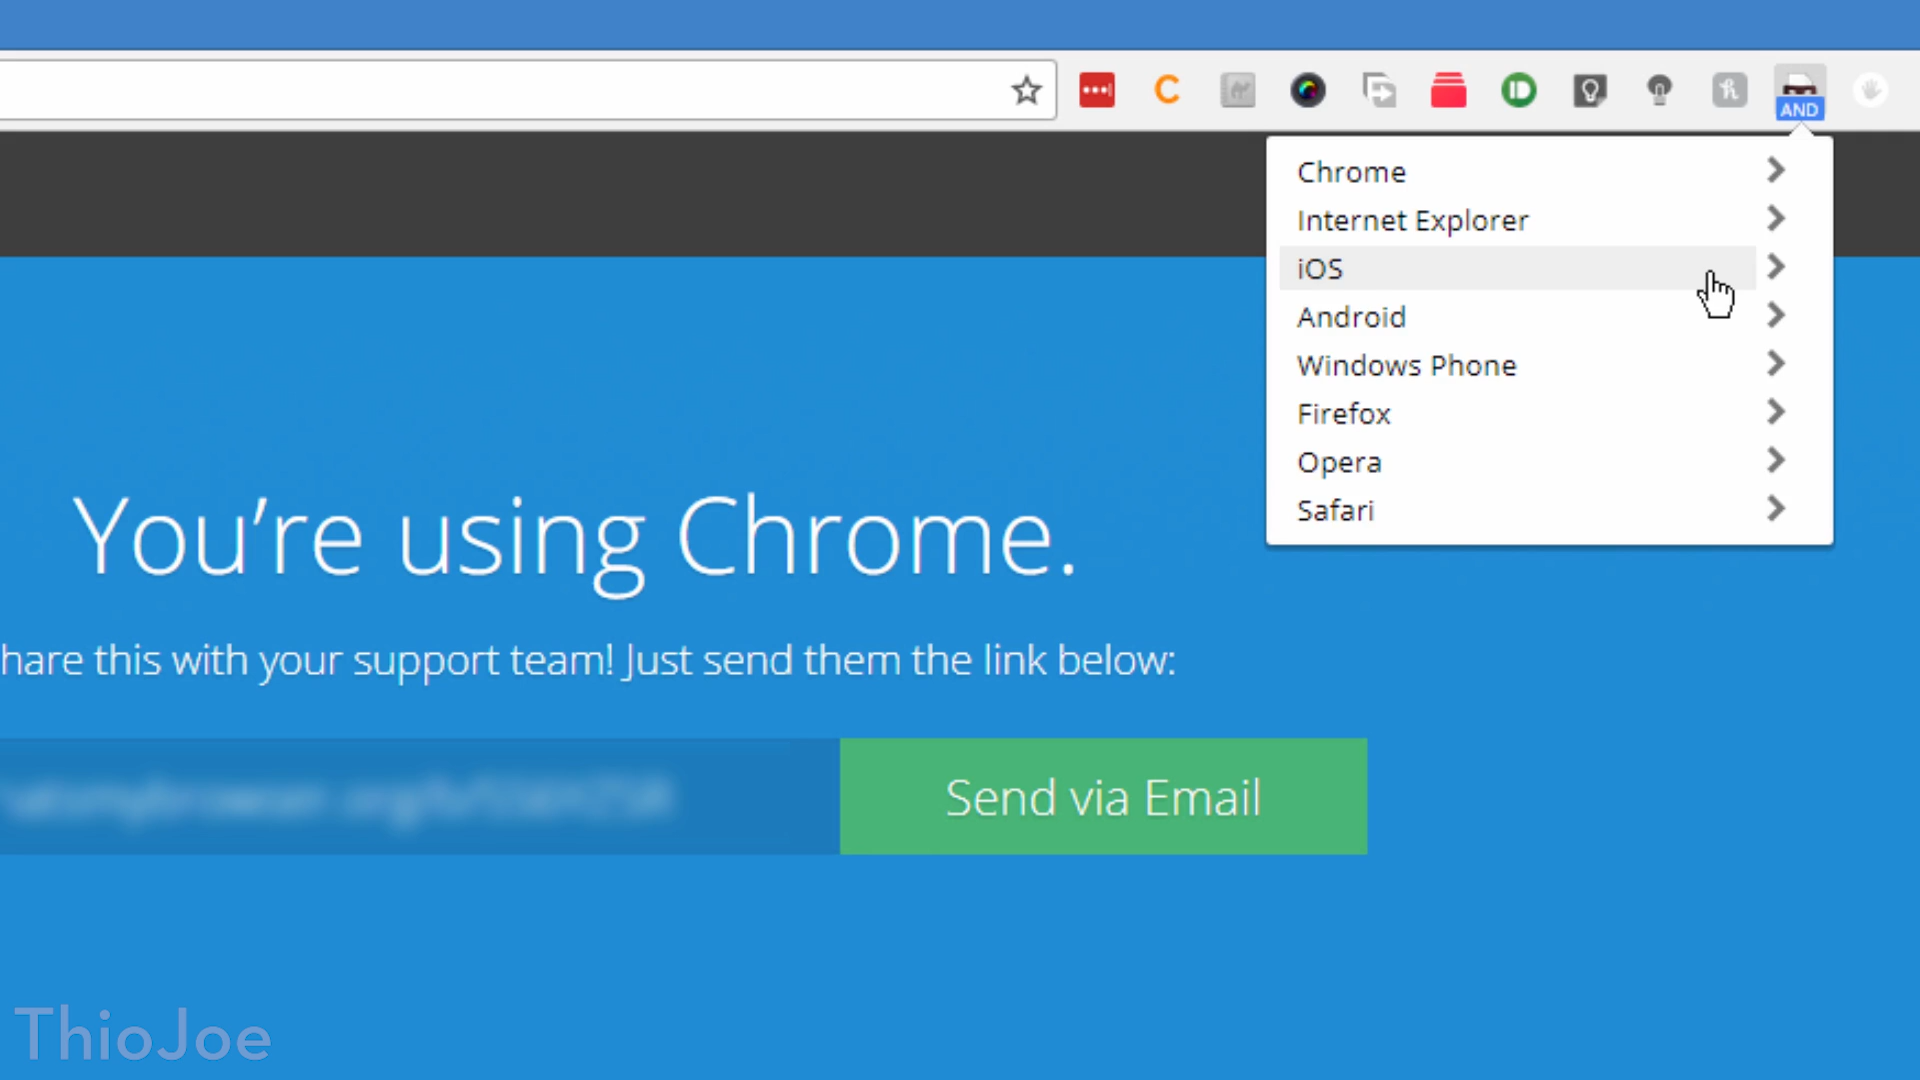 AND
Chrome
Internet Explorer
iOS
Android
Windows Phone
Firefox
Opera
Safari
You’re using Chrome.
hare this with your support team! Just send them the link below:
Send via Email
ThioJoe